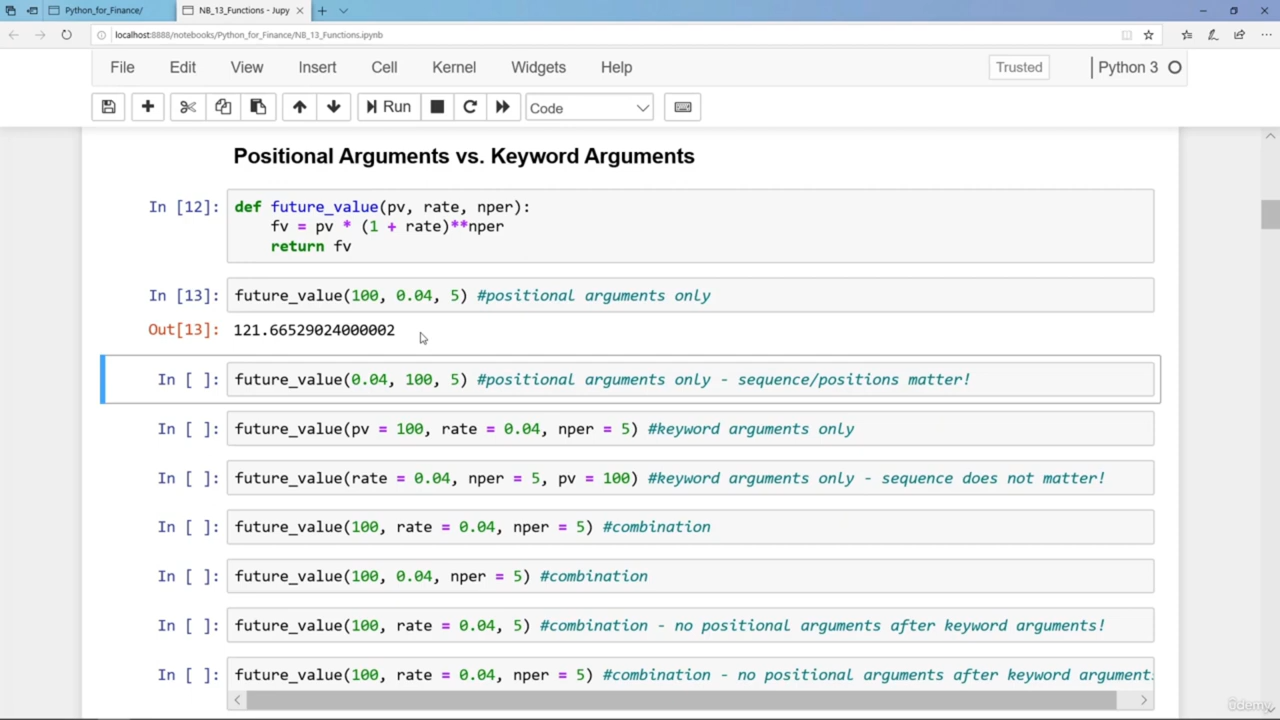 Python_for_Finance/
NB_13_Functions - Jupy
localhost:8888/notebooks/Python_for_Finance/NB_13_Functions.ipynb
File Edit View Insert Cell Kernel Widgets Help Trusted Python 3
Run Code
Positional Arguments vs. Keyword Arguments
In [12]: def future_value(pv, rate, nper):
fv = pv * (1 + rate)**nper
return fv
In [13]: future_value(100, 0.04, 5) #positional arguments only
Out[13]: 121.66529024000002
In [ ]: future_value(0.04, 100, 5) #positional arguments only - sequence/positions matter!
In [ ]: future_value(pv = 100, rate = 0.04, nper = 5) #keyword arguments only
In [ ]: future_value(rate = 0.04, nper = 5, pv = 100) #keyword arguments only - sequence does not matter!
In [ ]: future_value(100, rate = 0.04, nper = 5) #combination
In [ ]: future_value(100, 0.04, nper = 5) #combination
In [ ]: future_value(100, rate = 0.04, 5) #combination - no positional arguments after keyword arguments!
In [ ]: future_value(100, rate = 0.04, nper = 5) #combination - no positional arguments after keyword argument
Udemy